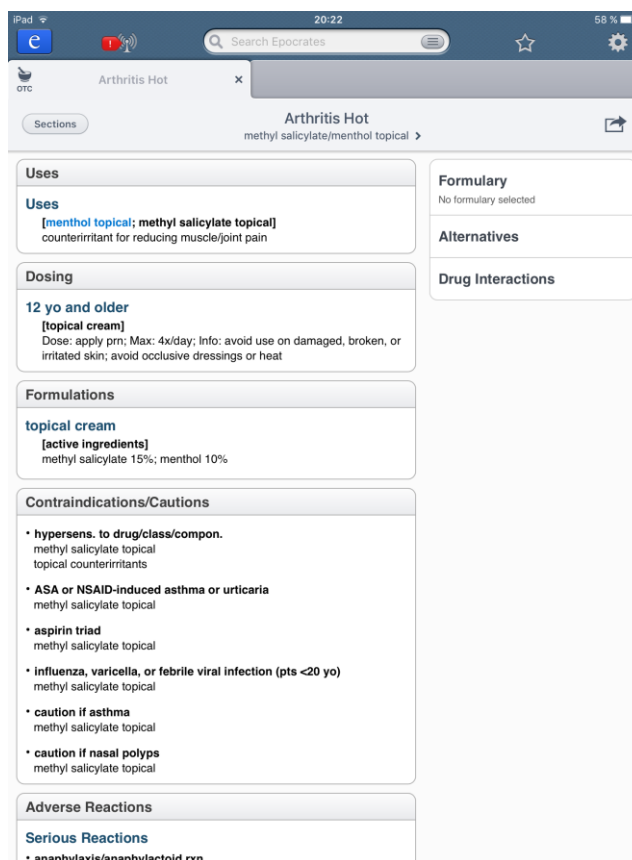 iPad 20:22 58 %
e ! Search Epocrates
OTC Arthritis Hot ×
Sections
Arthritis Hot
methyl salicylate/menthol topical >
Uses
Uses
[menthol topical; methyl salicylate topical]
counterirritant for reducing muscle/joint pain
Dosing
12 yo and older
[topical cream]
Dose: apply prn; Max: 4x/day; Info: avoid use on damaged, broken, or
irritated skin; avoid occlusive dressings or heat
Formulations
topical cream
[active ingredients]
methyl salicylate 15%; menthol 10%
Contraindications/Cautions
• hypersens. to drug/class/compon.
methyl salicylate topical
topical counterirritants
• ASA or NSAID-induced asthma or urticaria
methyl salicylate topical
• aspirin triad
methyl salicylate topical
• influenza, varicella, or febrile viral infection (pts <20 yo)
methyl salicylate topical
• caution if asthma
methyl salicylate topical
• caution if nasal polyps
methyl salicylate topical
Adverse Reactions
Serious Reactions
• anaphylaxis/anaphylactoid rxn
Formulary
No formulary selected
Alternatives
Drug Interactions